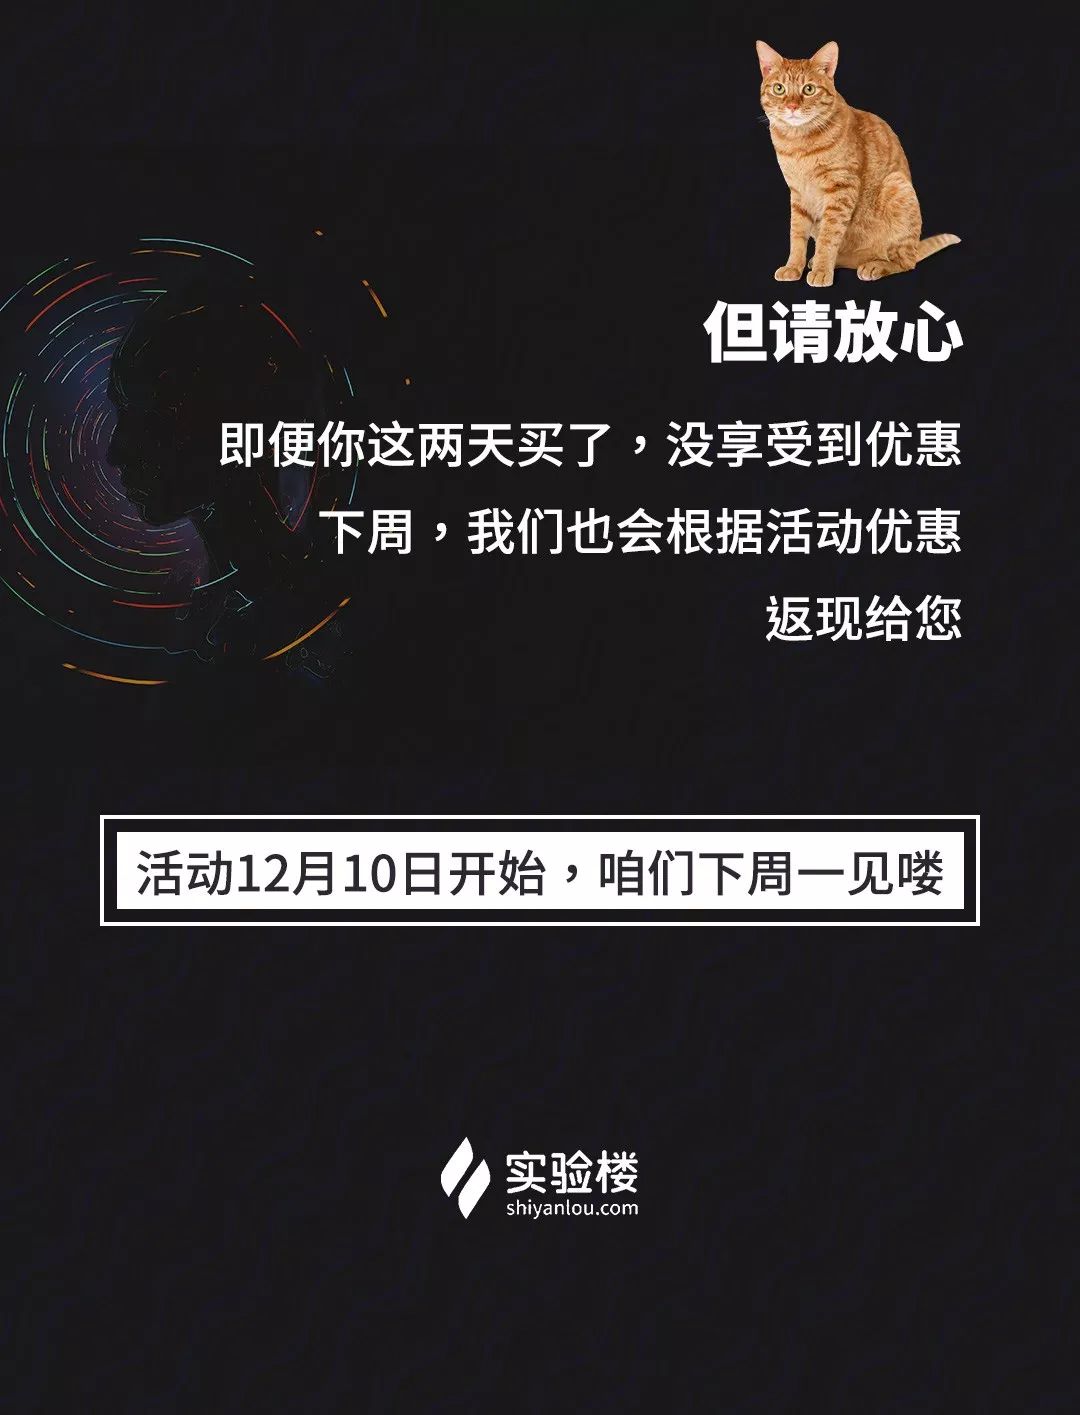 但请放心
即便你这两天买了，没享受到优惠
下周，我们也会根据活动优惠
返现给您
活动12月10日开始，咱们下周一见喽
实验楼
shiyanlou.com